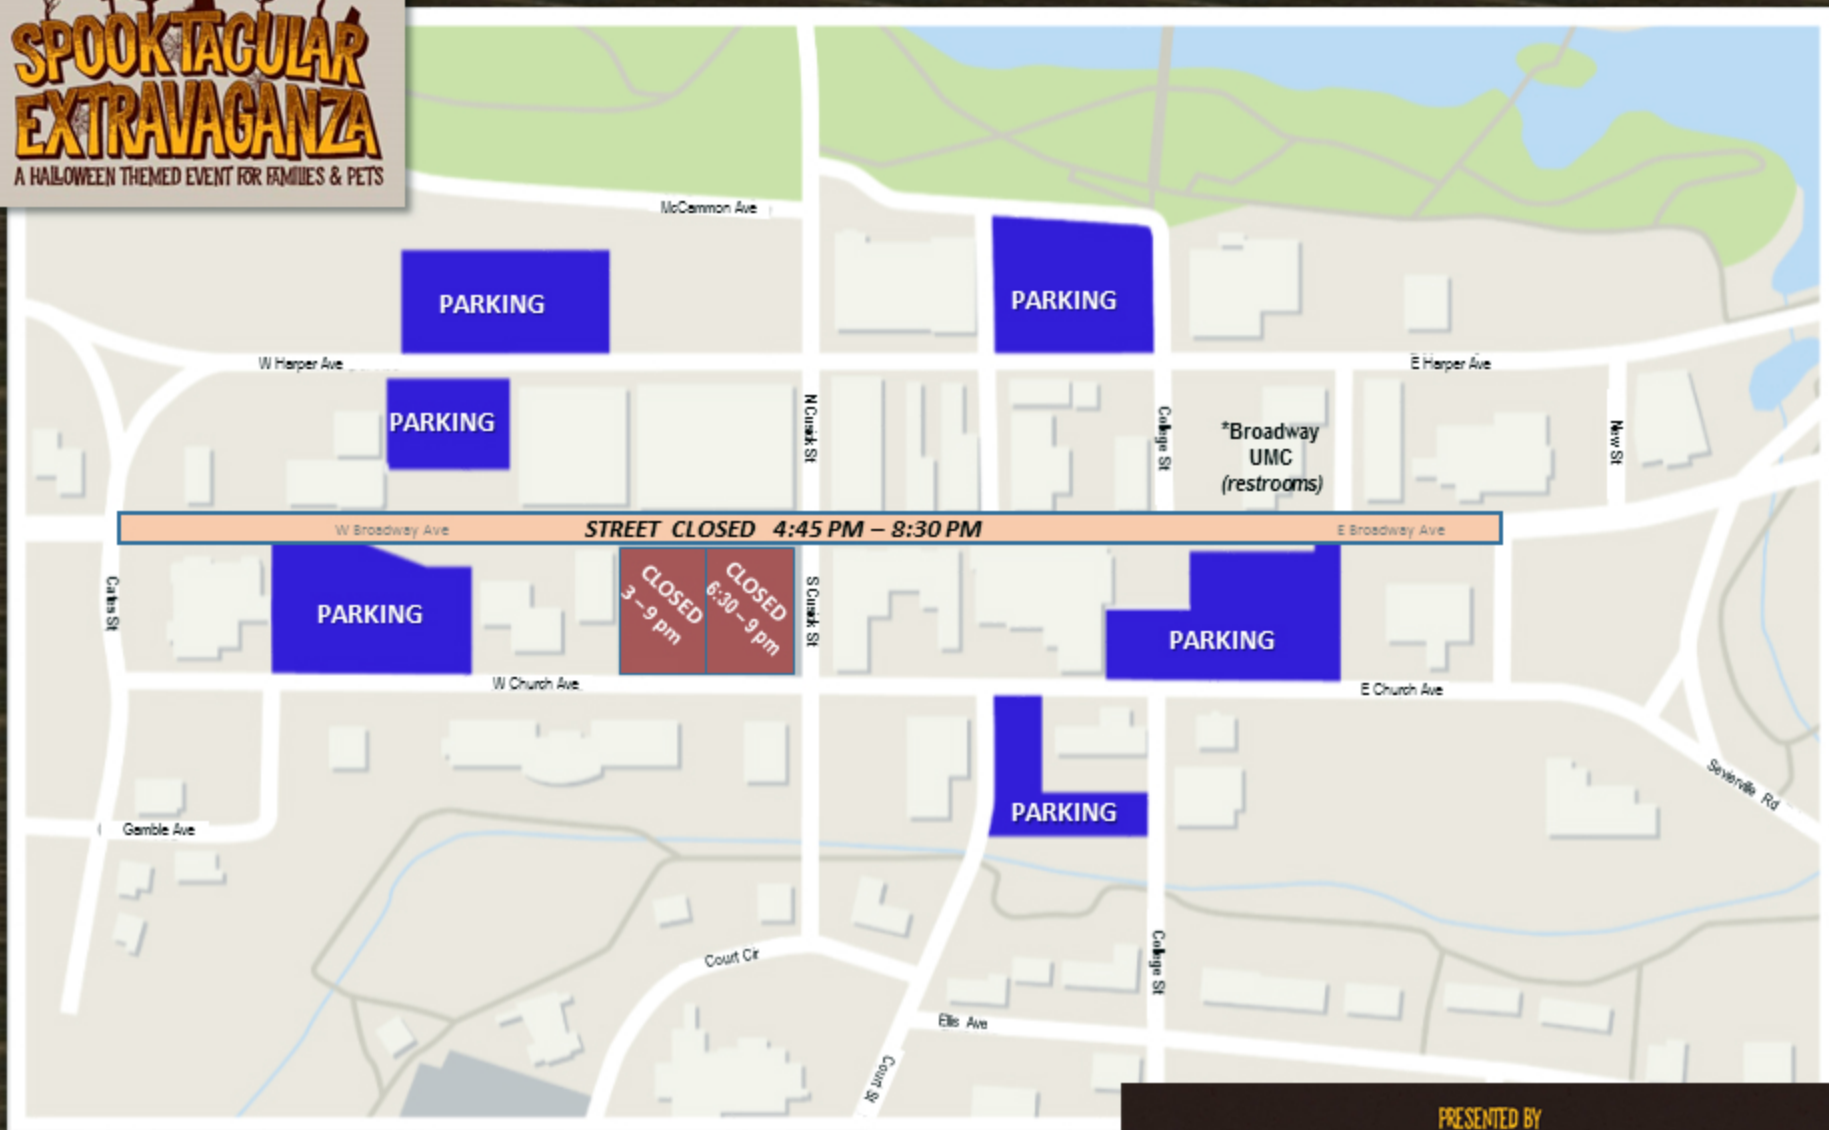 SPOOKTACULAR
EXTRAVAGANZA
A HALLOWEEN THEMED EVENT FOR FAMILIES & PETS
McCammon Ave
PARKING
PARKING
W Harper Ave
E Harper Ave
PARKING
N Cusick St
College St
*Broadway
UMC
(restrooms)
New St
W Broadway Ave
STREET CLOSED 4:45 PM – 8:30 PM
E Broadway Ave
Cates St
PARKING
CLOSED
3 – 9 pm
CLOSED
6:30 – 9 pm
S Cusick St
PARKING
W Church Ave
E Church Ave
PARKING
Sevierville Rd
Gamble Ave
Court Cir
College St
Ellis Ave
Court St
PRESENTED BY